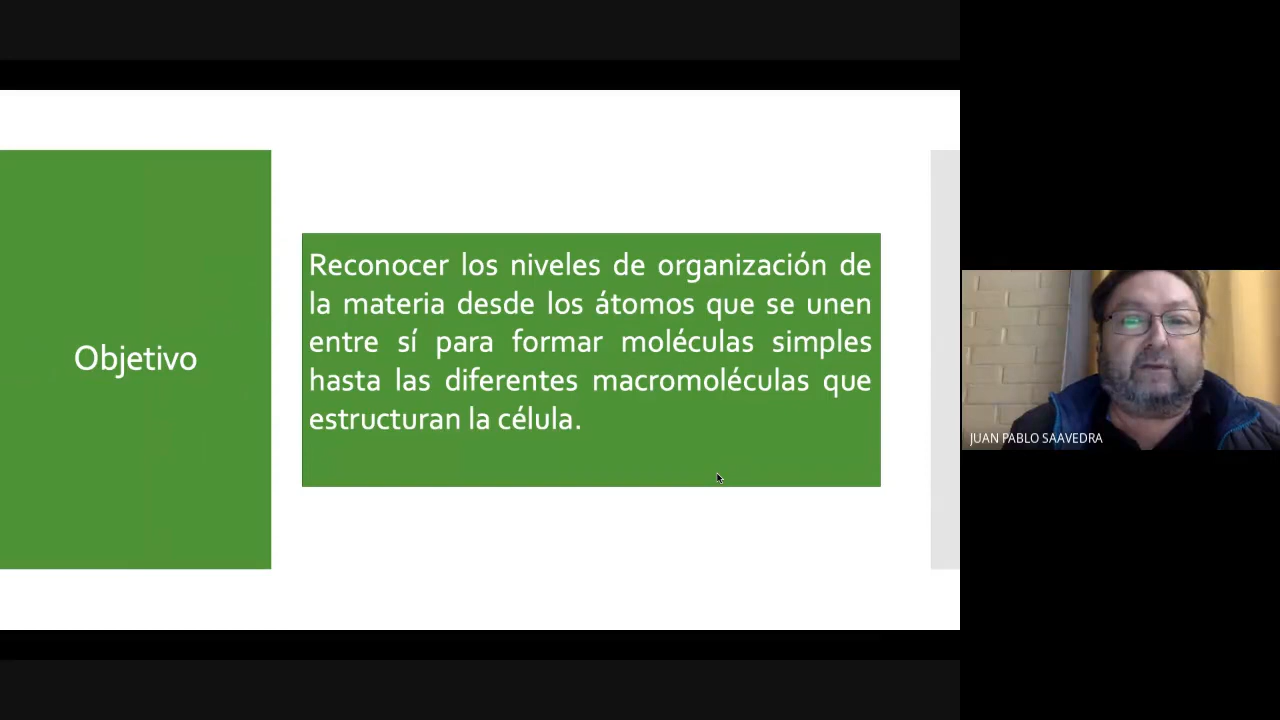 Objetivo
Reconocer los niveles de organización de
la materia desde los átomos que se unen
entre sí para formar moléculas simples
hasta las diferentes macromoléculas que
estructuran la célula.
JUAN PABLO SAAVEDRA